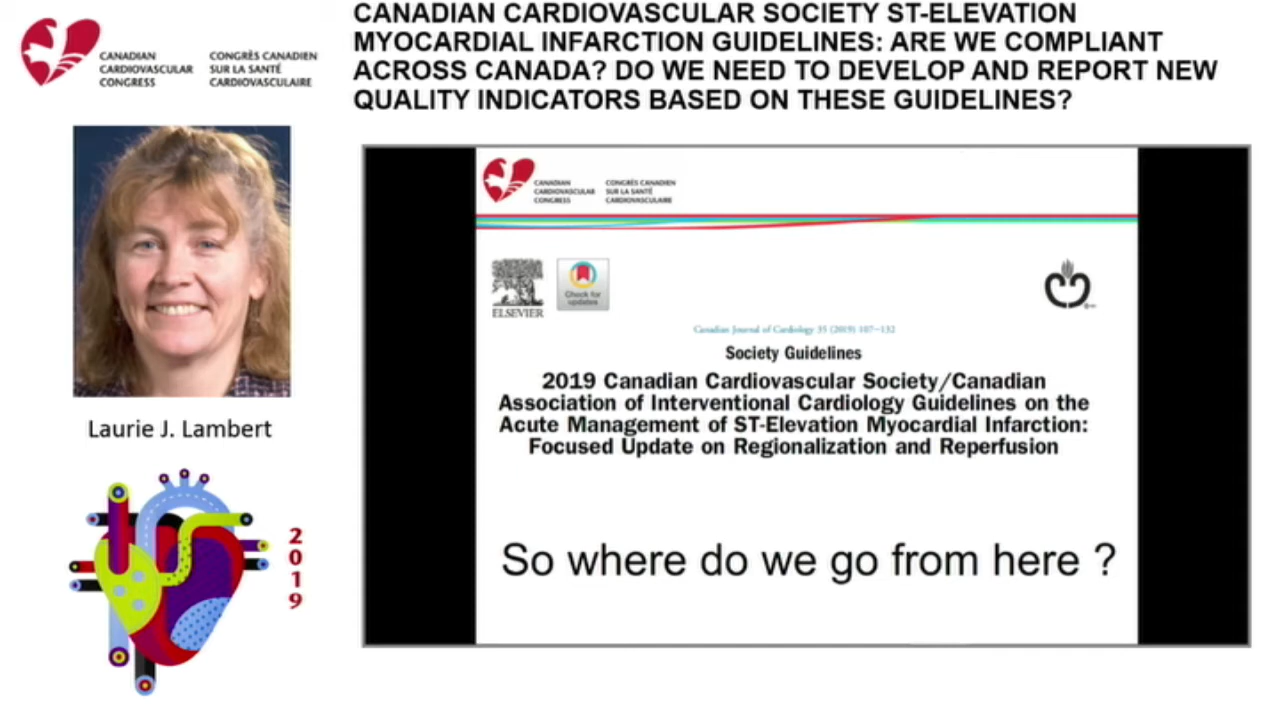 CANADIAN
CARDIOVASCULAR
CONGRESS
CONGRÈS CANADIEN
SUR LA SANTÉ
CARDIOVASCULAIRE
CANADIAN CARDIOVASCULAR SOCIETY ST-ELEVATION
MYOCARDIAL INFARCTION GUIDELINES: ARE WE COMPLIANT
ACROSS CANADA? DO WE NEED TO DEVELOP AND REPORT NEW
QUALITY INDICATORS BASED ON THESE GUIDELINES?
Laurie J. Lambert
2019
CANADIAN
CARDIOVASCULAR
CONGRESS
CONGRÈS CANADIEN
SUR LA SANTÉ
CARDIOVASCULAIRE
ELSEVIER
Check for
updates
Canadian Journal of Cardiology 35 (2019) 107–132
Society Guidelines
2019 Canadian Cardiovascular Society/Canadian
Association of Interventional Cardiology Guidelines on the
Acute Management of ST-Elevation Myocardial Infarction:
Focused Update on Regionalization and Reperfusion
So where do we go from here ?